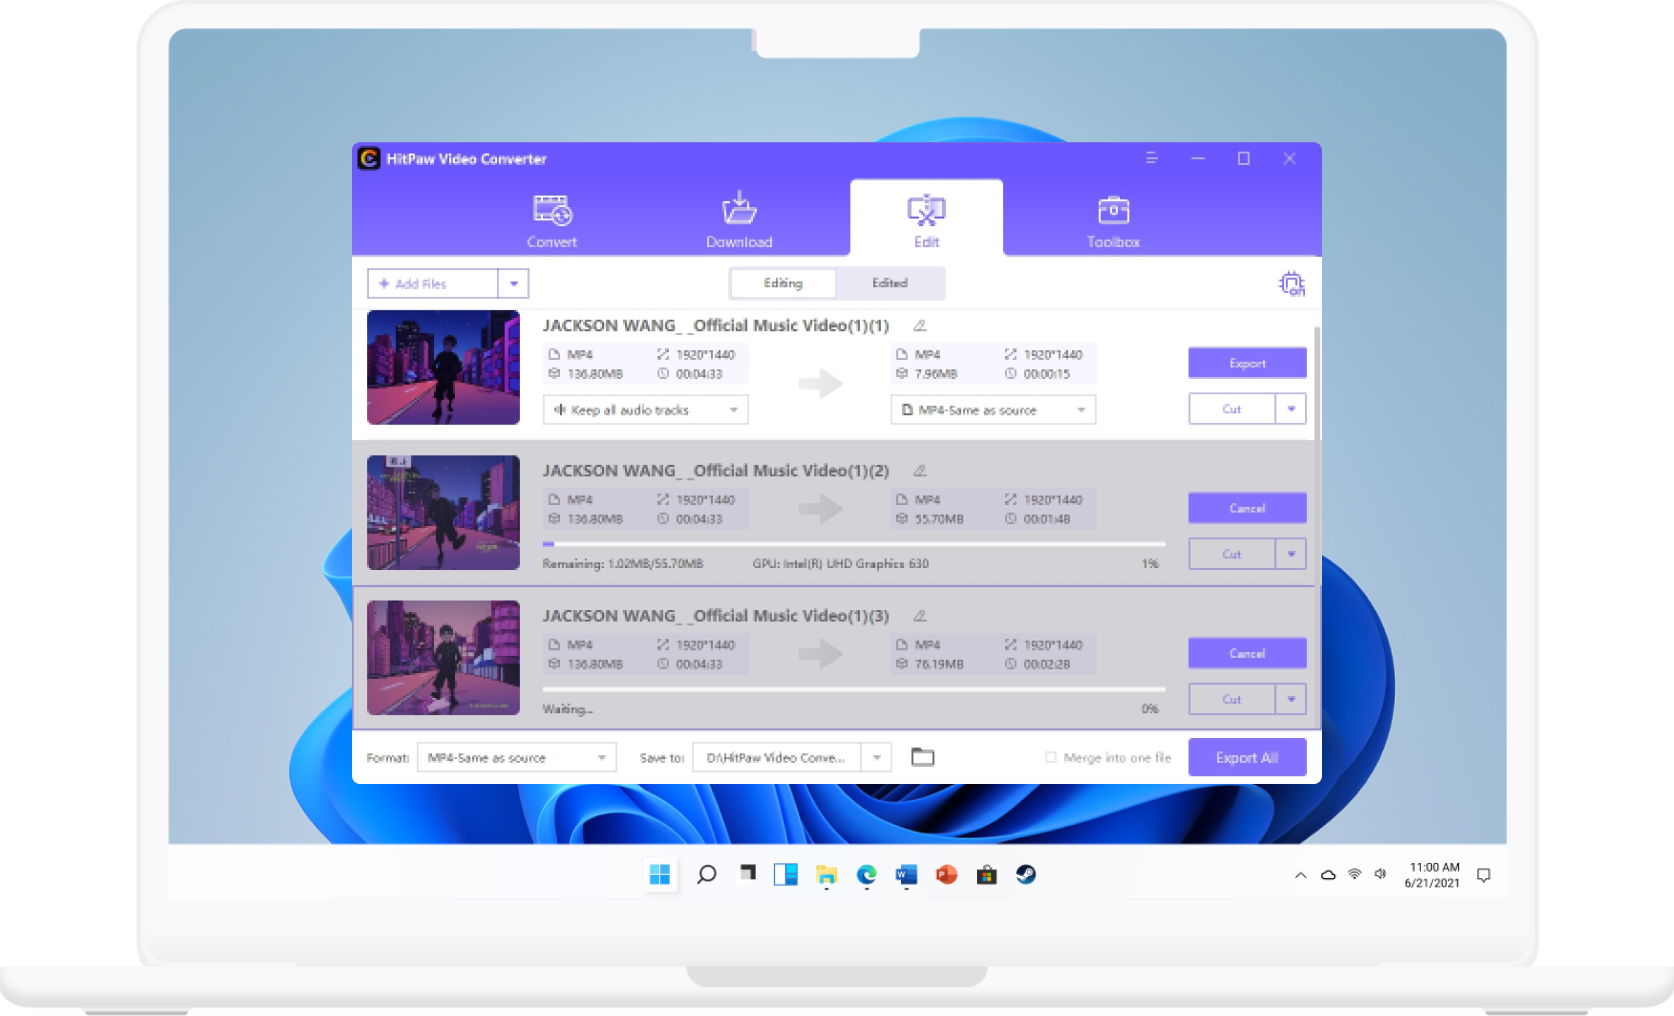 HitPaw Video Converter
Convert
Download
Edit
Toolbox
Add Files
Editing
Edited
on
JACKSON WANG_ _Official Music Video(1)(1)
MP4 1920*1440
136.80MB 00:04:33
MP4 1920*1440
7.96MB 00:00:15
Export
Keep all audio tracks
MP4-Same as source
Cut
JACKSON WANG_ _Official Music Video(1)(2)
MP4 1920*1440
136.80MB 00:04:33
MP4 1920*1440
55.70MB 00:01:48
Cancel
Remaining: 1.02MB/55.70MB
GPU: Intel(R) UHD Graphics 630
1%
Cut
JACKSON WANG_ _Official Music Video(1)(3)
MP4 1920*1440
136.80MB 00:04:33
MP4 1920*1440
76.19MB 00:02:28
Cancel
Waiting...
0%
Cut
Format:
MP4-Same as source
Save to:
D:\HitPaw Video Conve...
Merge into one file
Export All
11:00 AM
6/21/2021